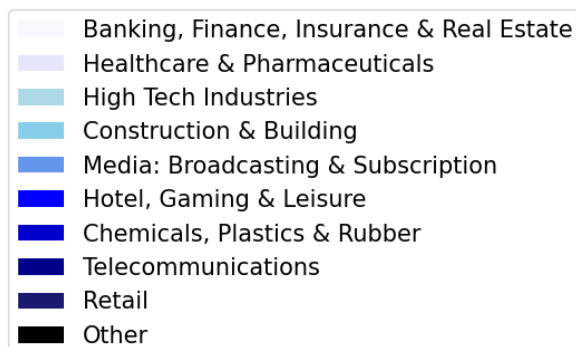 Banking, Finance, Insurance & Real Estate
Healthcare & Pharmaceuticals
High Tech Industries
Construction & Building
Media: Broadcasting & Subscription
Hotel, Gaming & Leisure
Chemicals, Plastics & Rubber
Telecommunications
Retail
Other